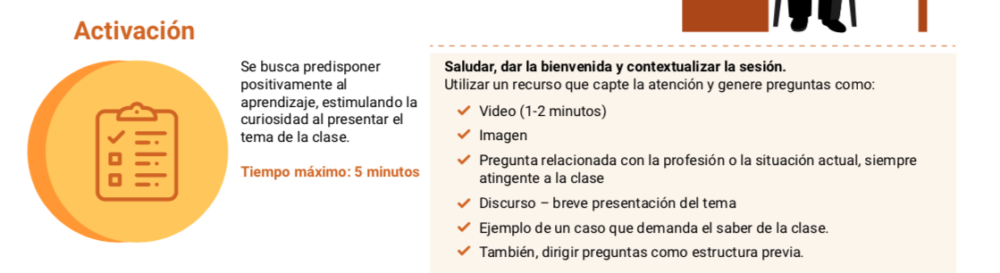 Activación
Se busca predisponer
positivamente al
aprendizaje, estimulando la
curiosidad al presentar el
tema de la clase.
Tiempo máximo: 5 minutos
Saludar, dar la bienvenida y contextualizar la sesión.
Utilizar un recurso que capte la atención y genere preguntas como:
Video (1-2 minutos)
Imagen
Pregunta relacionada con la profesión o la situación actual, siempre
atingente a la clase
Discurso – breve presentación del tema
Ejemplo de un caso que demanda el saber de la clase.
También, dirigir preguntas como estructura previa.